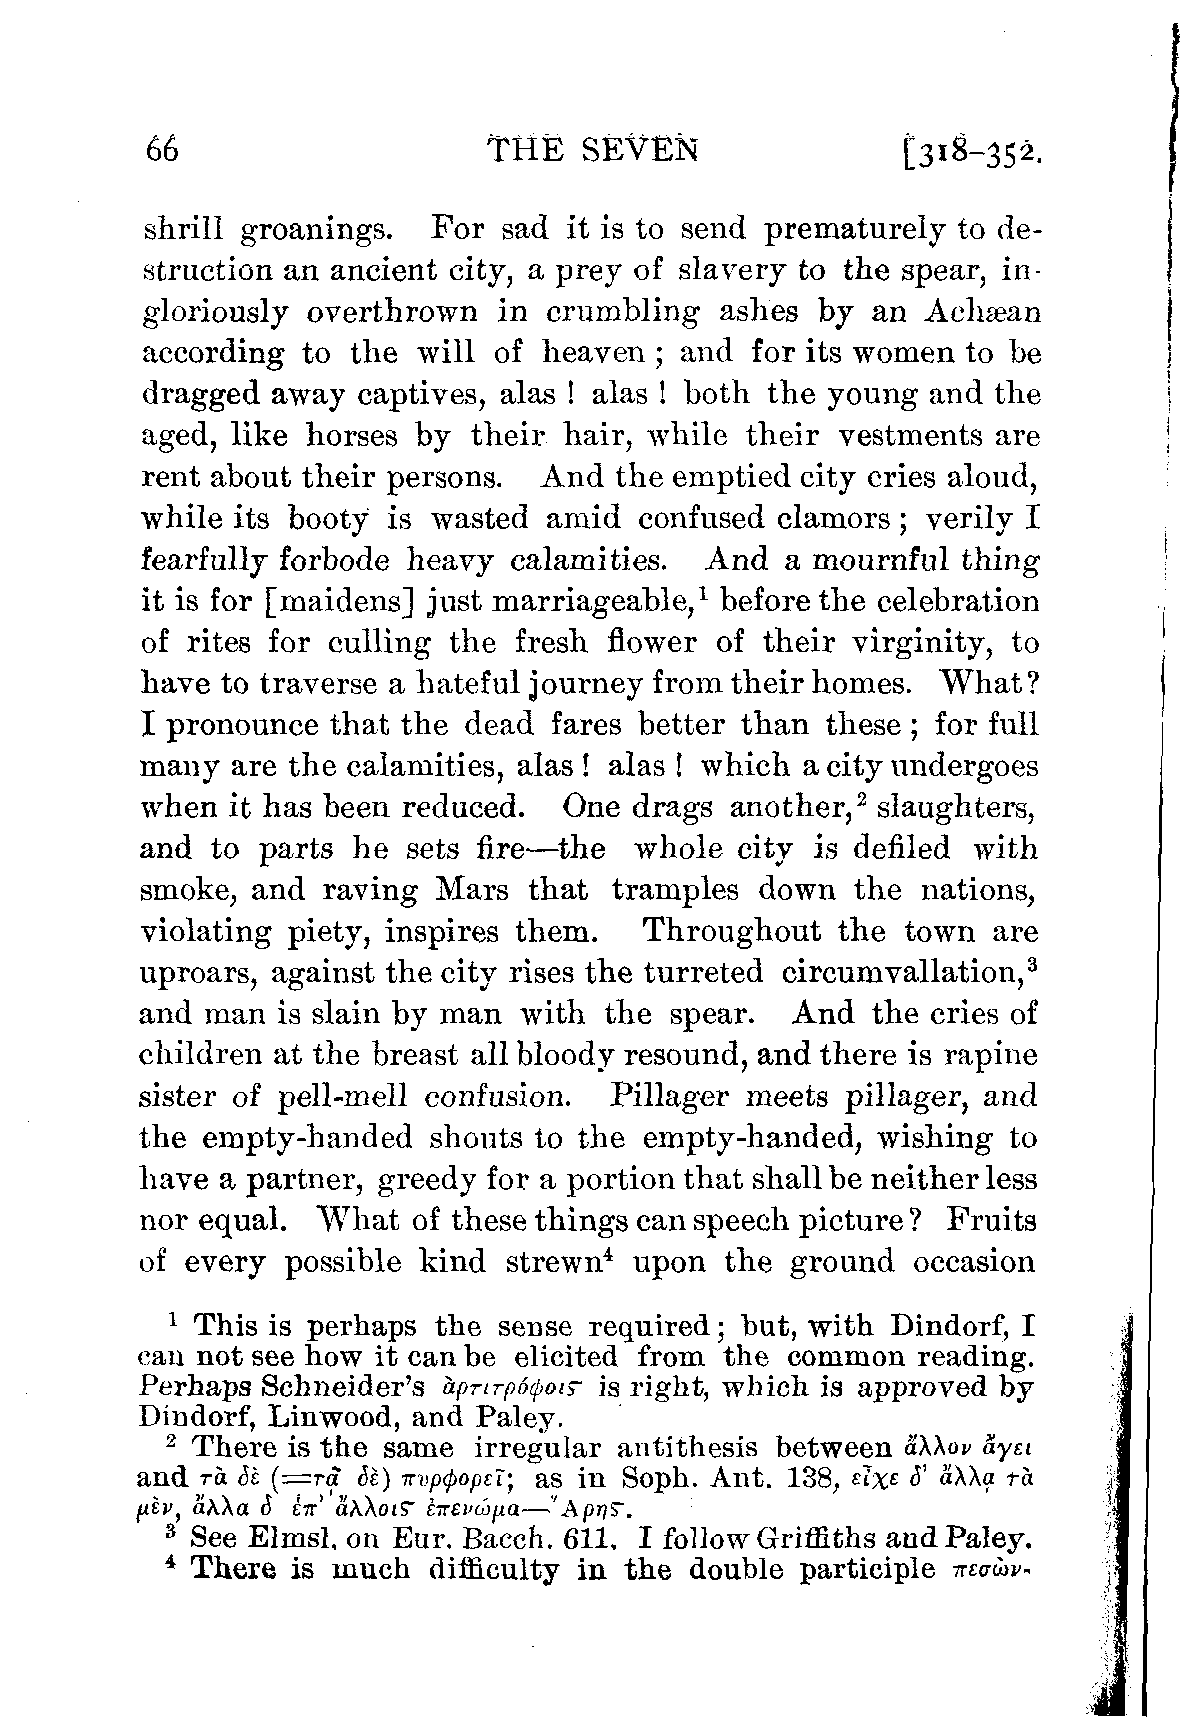 66 THE SEVEN [318–352.
shrill groanings. For sad it is to send prematurely to de-
struction an ancient city, a prey of slavery to the spear, in-
gloriously overthrown in crumbling ashes by an Achæan
according to the will of heaven ; and for its women to be
dragged away captives, alas ! alas ! both the young and the
aged, like horses by their hair, while their vestments are
rent about their persons. And the emptied city cries aloud,
while its booty is wasted amid confused clamors ; verily I
fearfully forbode heavy calamities. And a mournful thing
it is for [maidens] just marriageable,¹ before the celebration
of rites for culling the fresh flower of their virginity, to
have to traverse a hateful journey from their homes. What?
I pronounce that the dead fares better than these ; for full
many are the calamities, alas ! alas ! which a city undergoes
when it has been reduced. One drags another,² slaughters,
and to parts he sets fire—the whole city is defiled with
smoke, and raving Mars that tramples down the nations,
violating piety, inspires them. Throughout the town are
uproars, against the city rises the turreted circumvallation,³
and man is slain by man with the spear. And the cries of
children at the breast all bloody resound, and there is rapine
sister of pell-mell confusion. Pillager meets pillager, and
the empty-handed shouts to the empty-handed, wishing to
have a partner, greedy for a portion that shall be neither less
nor equal. What of these things can speech picture? Fruits
of every possible kind strewn⁴ upon the ground occasion
¹ This is perhaps the sense required; but, with Dindorf, I
can not see how it can be elicited from the common reading.
Perhaps Schneider's ἀρτιτρόφοις is right, which is approved by
Dindorf, Linwood, and Paley.
² There is the same irregular antithesis between ἄλλον ἄγει
and τὰ δὲ (=τᾷ δὲ) πυρφορεῖ; as in Soph. Ant. 138, εἶχε δ' ἄλλᾳ τὰ
μὲν, ἄλλα δ ἐπ' ἄλλοις ἐπενώμα—Ἄρης.
³ See Elmsl. on Eur. Bacch. 611. I follow Griffiths and Paley.
⁴ There is much difficulty in the double participle πεσὼν-